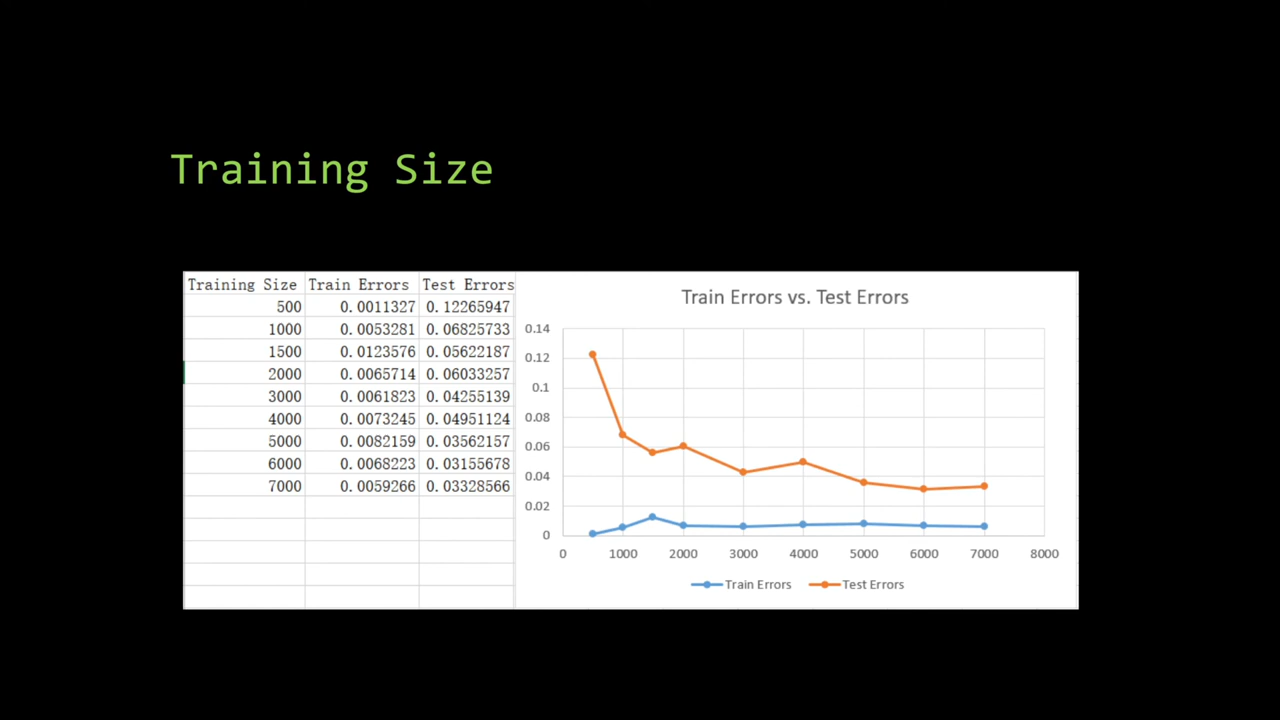 Training Size
Training Size Train Errors Test Errors
500 0.0011327 0.12265947
1000 0.0053281 0.06825733
1500 0.0123576 0.05622187
2000 0.0065714 0.06033257
3000 0.0061823 0.04255139
4000 0.0073245 0.04951124
5000 0.0082159 0.03562157
6000 0.0068223 0.03155678
7000 0.0059266 0.03328566
Train Errors vs. Test Errors
0.14
0.12
0.1
0.08
0.06
0.04
0.02
0
0 1000 2000 3000 4000 5000 6000 7000 8000
Train Errors Test Errors